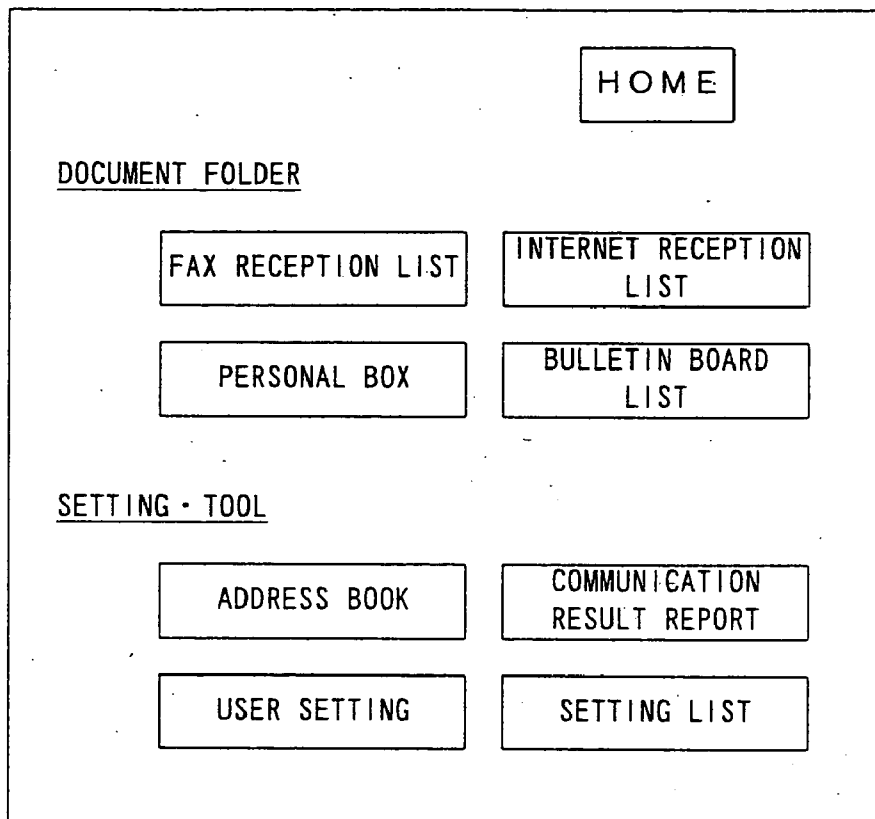 HOME
DOCUMENT FOLDER
FAX RECEPTION LIST
INTERNET RECEPTION
LIST
PERSONAL BOX
BULLETIN BOARD
LIST
SETTING・TOOL
ADDRESS BOOK
COMMUNICATION
RESULT REPORT
USER SETTING
SETTING LIST